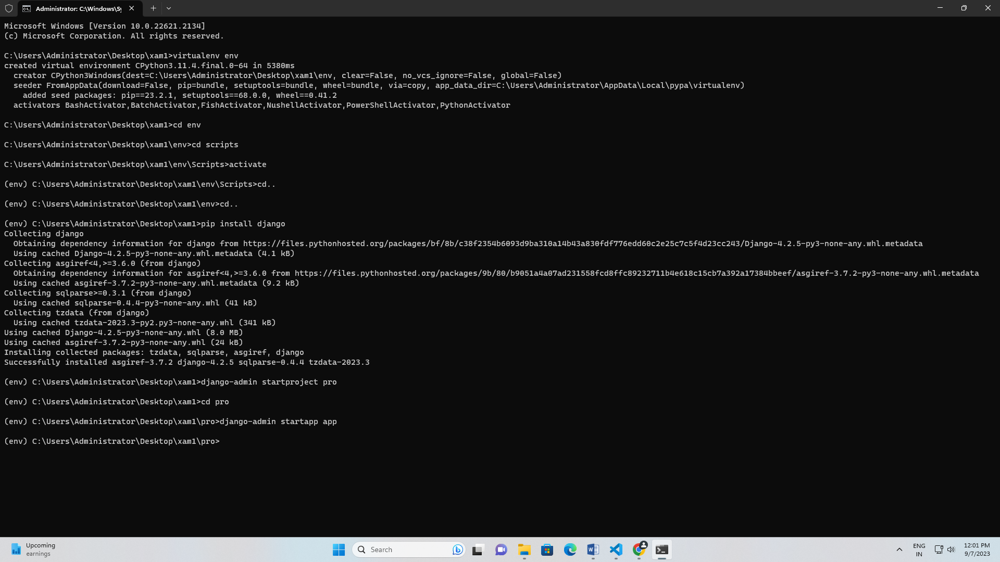 Administrator: C:\Windows\Sy
Microsoft Windows [Version 10.0.22621.2134]
(c) Microsoft Corporation. All rights reserved.
C:\Users\Administrator\Desktop\xam1>virtualenv env
created virtual environment CPython3.11.4.final.0-64 in 5380ms
  creator CPython3Windows(dest=C:\Users\Administrator\Desktop\xam1\env, clear=False, no_vcs_ignore=False, global=False)
  seeder FromAppData(download=False, pip=bundle, setuptools=bundle, wheel=bundle, via=copy, app_data_dir=C:\Users\Administrator\AppData\Local\pypa\virtualenv)
    added seed packages: pip==23.2.1, setuptools==68.0.0, wheel==0.41.2
  activators BashActivator,BatchActivator,FishActivator,NushellActivator,PowerShellActivator,PythonActivator
C:\Users\Administrator\Desktop\xam1>cd env
C:\Users\Administrator\Desktop\xam1\env>cd scripts
C:\Users\Administrator\Desktop\xam1\env\Scripts>activate
(env) C:\Users\Administrator\Desktop\xam1\env\Scripts>cd..
(env) C:\Users\Administrator\Desktop\xam1\env>cd..
(env) C:\Users\Administrator\Desktop\xam1>pip install django
Collecting django
  Obtaining dependency information for django from https://files.pythonhosted.org/packages/bf/8b/c38f2354b6093d9ba310a14b43a830fdf776edd60c2e25c7c5f4d23cc243/Django-4.2.5-py3-none-any.whl.metadata
  Using cached Django-4.2.5-py3-none-any.whl.metadata (4.1 kB)
Collecting asgiref<4,>=3.6.0 (from django)
  Obtaining dependency information for asgiref<4,>=3.6.0 from https://files.pythonhosted.org/packages/9b/80/b9051a4a07ad231558fcd8ffc89232711b4e618c15cb7a392a17384bbeef/asgiref-3.7.2-py3-none-any.whl.metadata
  Using cached asgiref-3.7.2-py3-none-any.whl.metadata (9.2 kB)
Collecting sqlparse>=0.3.1 (from django)
  Using cached sqlparse-0.4.4-py3-none-any.whl (41 kB)
Collecting tzdata (from django)
  Using cached tzdata-2023.3-py2.py3-none-any.whl (341 kB)
Using cached Django-4.2.5-py3-none-any.whl (8.0 MB)
Using cached asgiref-3.7.2-py3-none-any.whl (24 kB)
Installing collected packages: tzdata, sqlparse, asgiref, django
Successfully installed asgiref-3.7.2 django-4.2.5 sqlparse-0.4.4 tzdata-2023.3
(env) C:\Users\Administrator\Desktop\xam1>django-admin startproject pro
(env) C:\Users\Administrator\Desktop\xam1>cd pro
(env) C:\Users\Administrator\Desktop\xam1\pro>django-admin startapp app
(env) C:\Users\Administrator\Desktop\xam1\pro>
Upcoming
earnings
Search
ENG
IN
12:01 PM
9/7/2023